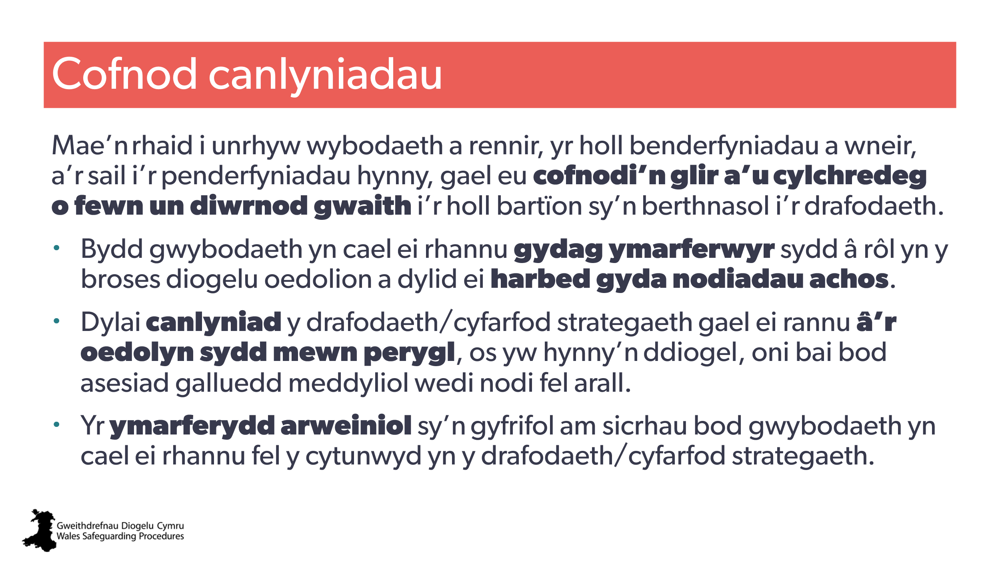 Cofnod canlyniadau
Mae’n rhaid i unrhyw wybodaeth a rennir, yr holl benderfyniadau a wneir,
a’r sail i’r penderfyniadau hynny, gael eu cofnodi’n glir a’u cylchredeg
o fewn un diwrnod gwaith i’r holl bartïon sy’n berthnasol i’r drafodaeth.
• Bydd gwybodaeth yn cael ei rhannu gydag ymarferwyr sydd â rôl yn y
broses diogelu oedolion a dylid ei harbed gyda nodiadau achos.
• Dylai canlyniad y drafodaeth/cyfarfod strategaeth gael ei rannu â’r
oedolyn sydd mewn perygl, os yw hynny’n ddiogel, oni bai bod
asesiad galluedd meddyliol wedi nodi fel arall.
• Yr ymarferydd arweiniol sy’n gyfrifol am sicrhau bod gwybodaeth yn
cael ei rhannu fel y cytunwyd yn y drafodaeth/cyfarfod strategaeth.
Gweithdrefnau Diogelu Cymru
Wales Safeguarding Procedures